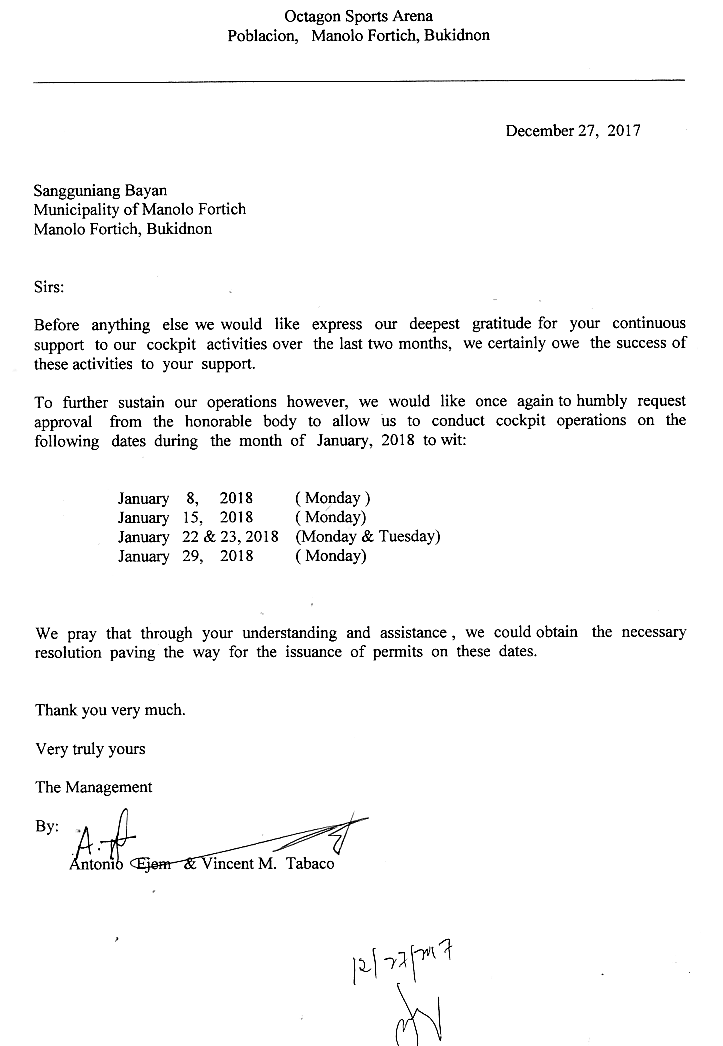 Octagon Sports Arena
Poblacion, Manolo Fortich, Bukidnon
December 27, 2017
Sangguniang Bayan
Municipality of Manolo Fortich
Manolo Fortich, Bukidnon
Sirs:
Before anything else we would like express our deepest gratitude for your continuous
support to our cockpit activities over the last two months, we certainly owe the success of
these activities to your support.
To further sustain our operations however, we would like once again to humbly request
approval from the honorable body to allow us to conduct cockpit operations on the
following dates during the month of January, 2018 to wit:
January 8, 2018 ( Monday )
January 15, 2018 ( Monday)
January 22 & 23, 2018 (Monday & Tuesday)
January 29, 2018 ( Monday)
We pray that through your understanding and assistance , we could obtain the necessary
resolution paving the way for the issuance of permits on these dates.
Thank you very much.
Very truly yours
The Management
By:
Antonio Ejem & Vincent M. Tabaco